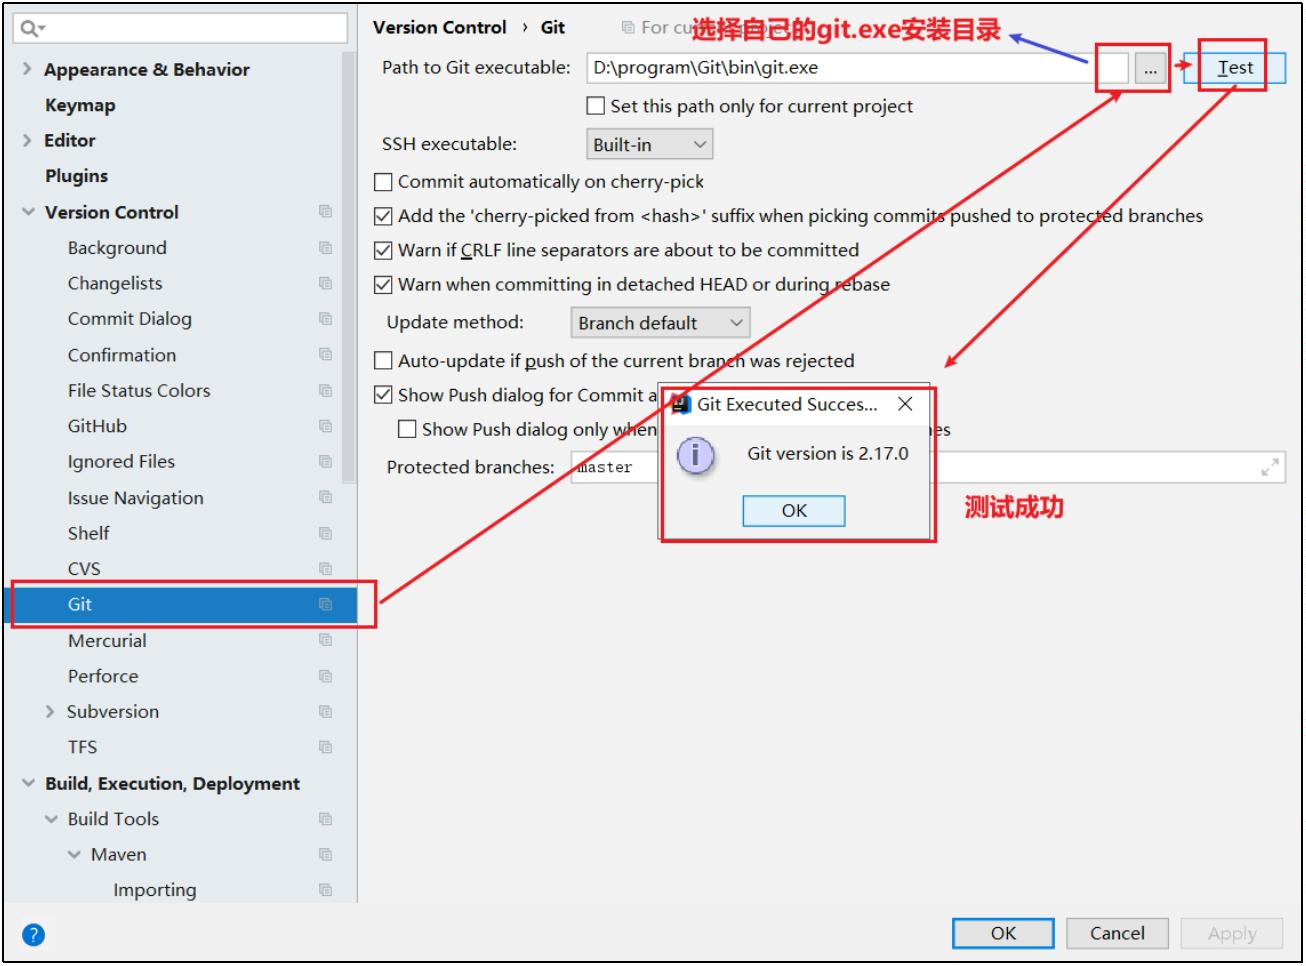 Version Control › Git
For cu
选择自己的git.exe安装目录
Path to Git executable:
D:\program\Git\bin\git.exe
...
Test
Set this path only for current project
SSH executable:
Built-in
Commit automatically on cherry-pick
Add the 'cherry-picked from <hash>' suffix when picking commits pushed to protected branches
Warn if CRLF line separators are about to be committed
Warn when committing in detached HEAD or during rebase
Update method:
Branch default
Auto-update if push of the current branch was rejected
Show Push dialog for Commit a
Show Push dialog only when
es
Protected branches:
master
Git Executed Succes...
Git version is 2.17.0
OK
测试成功
Appearance & Behavior
Keymap
Editor
Plugins
Version Control
Background
Changelists
Commit Dialog
Confirmation
File Status Colors
GitHub
Ignored Files
Issue Navigation
Shelf
CVS
Git
Mercurial
Perforce
Subversion
TFS
Build, Execution, Deployment
Build Tools
Maven
Importing
?
OK
Cancel
Apply